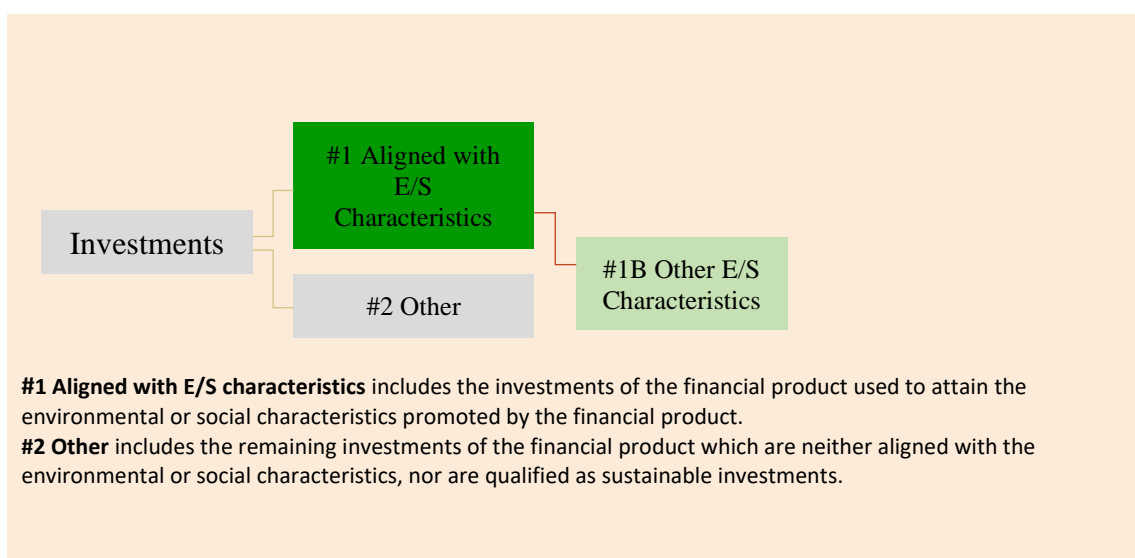 #1 Aligned with
E/S
Characteristics
Investments
#1B Other E/S
Characteristics
#2 Other
#1 Aligned with E/S characteristics includes the investments of the financial product used to attain the
environmental or social characteristics promoted by the financial product.
#2 Other includes the remaining investments of the financial product which are neither aligned with the
environmental or social characteristics, nor are qualified as sustainable investments.